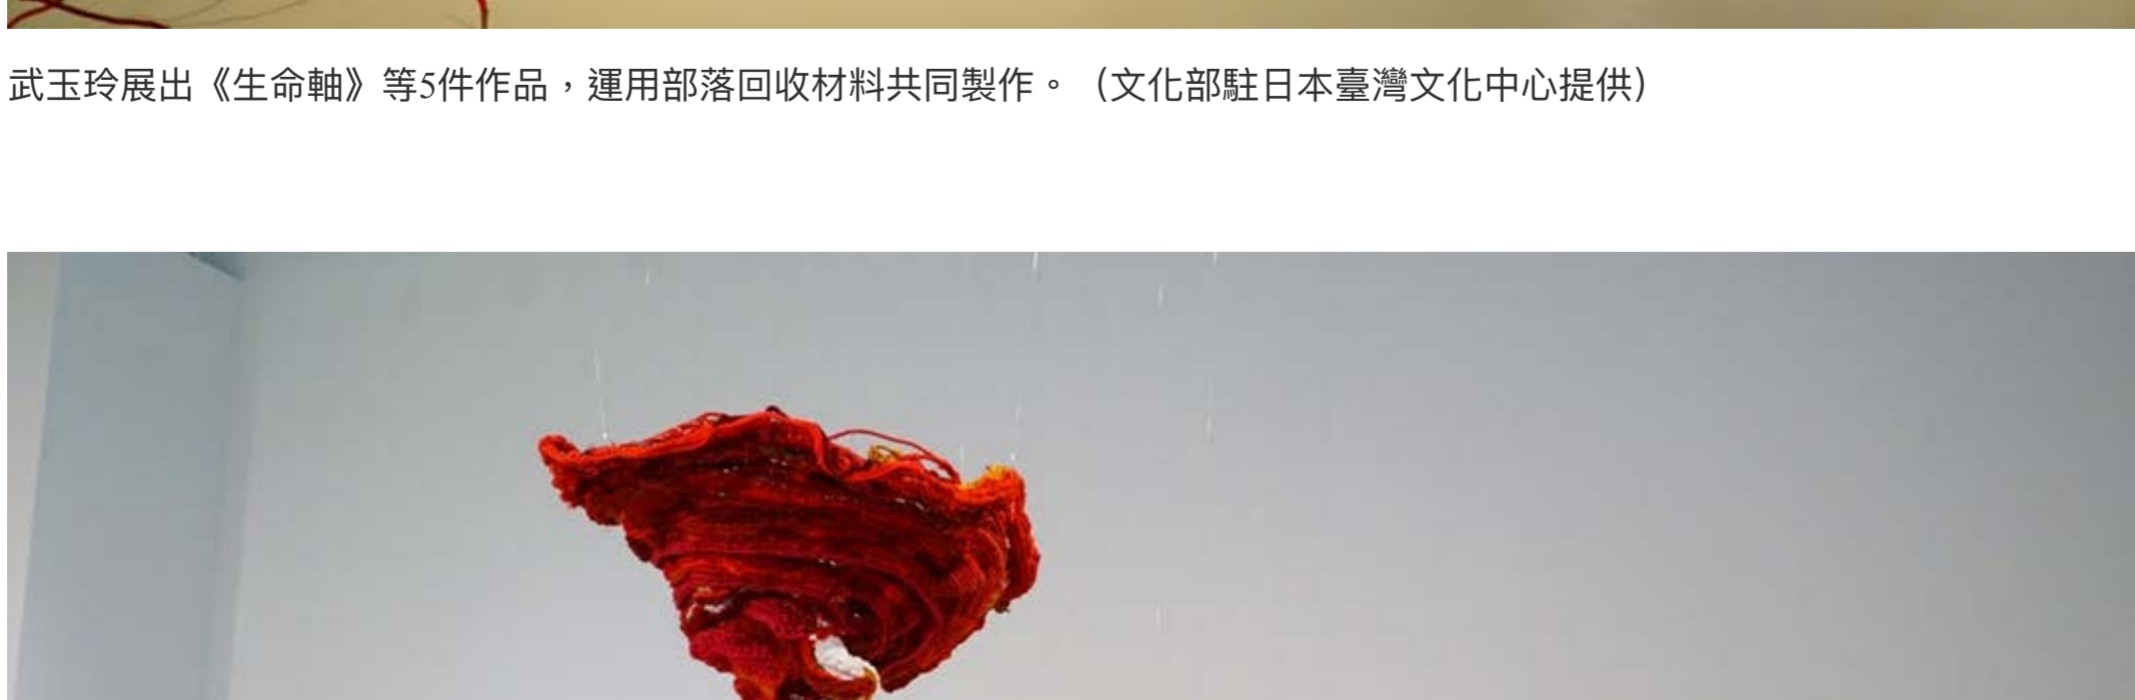 武玉玲展出《生命軸》等5件作品，運用部落回收材料共同製作。（文化部駐日本臺灣文化中心提供）